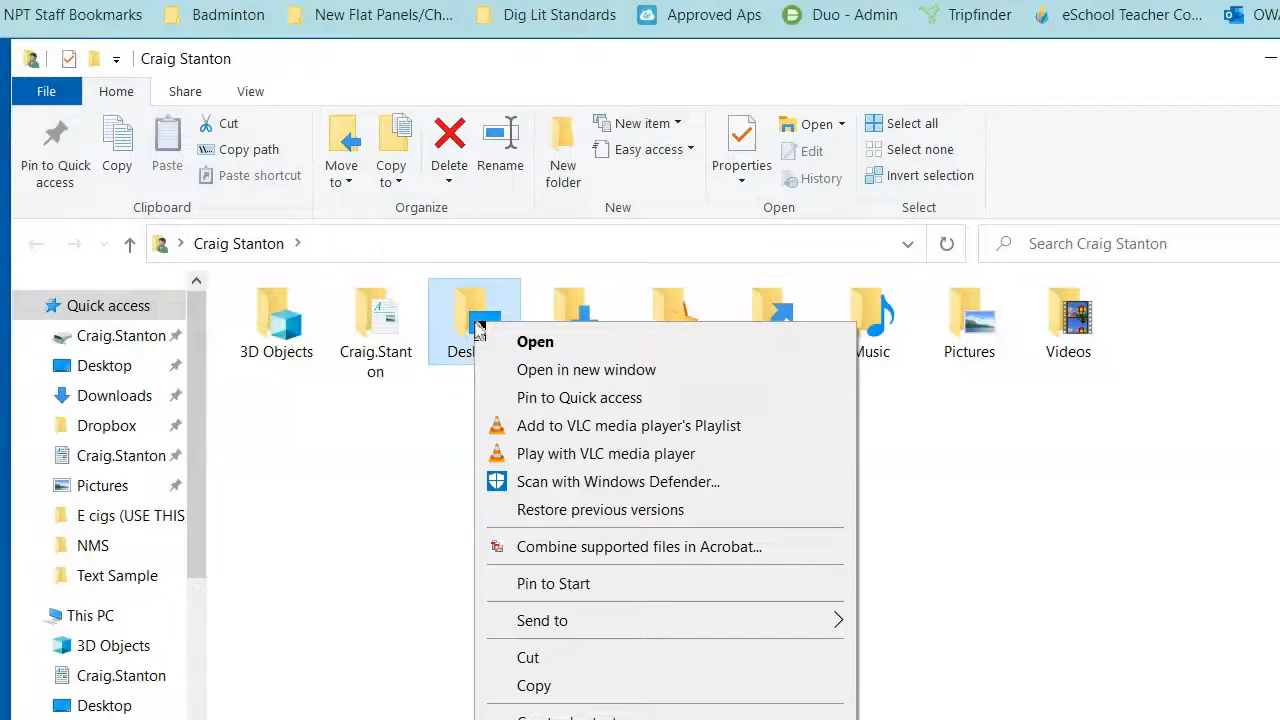 NPT Staff Bookmarks Badminton New Flat Panels/Ch... Dig Lit Standards Approved Aps Duo - Admin Tripfinder eSchool Teacher Co... OWA
Craig Stanton
File Home Share View
Pin to Quick access
Copy
Paste
Cut
Copy path
Paste shortcut
Clipboard
Move to
Copy to
Delete
Rename
Organize
New folder
New item
Easy access
New
Properties
Open
Edit
History
Open
Select all
Select none
Invert selection
Select
Craig Stanton
Search Craig Stanton
Quick access
Craig.Stanton
Desktop
Downloads
Dropbox
Craig.Stanton
Pictures
E cigs (USE THIS
NMS
Text Sample
This PC
3D Objects
Craig.Stanton
Desktop
3D Objects
Craig.Stant
on
Music
Pictures
Videos
Open
Open in new window
Pin to Quick access
Add to VLC media player's Playlist
Play with VLC media player
Scan with Windows Defender...
Restore previous versions
Combine supported files in Acrobat...
Pin to Start
Send to
Cut
Copy